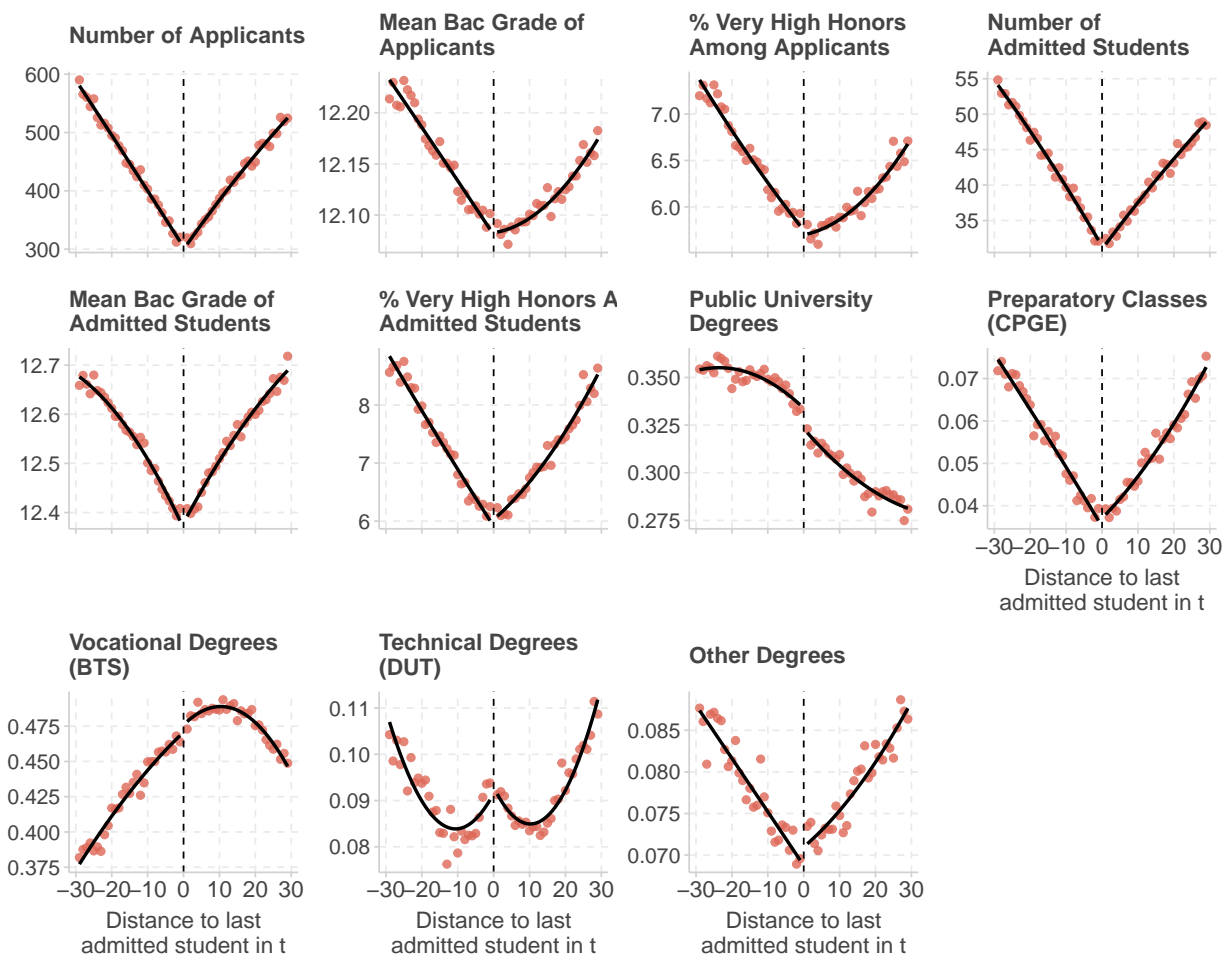 Number of Applicants
Mean Bac Grade of
Applicants
% Very High Honors
Among Applicants
Number of
Admitted Students
600
500
400
300
12.20
12.15
12.10
7.0
6.5
6.0
55
50
45
40
35
Mean Bac Grade of
Admitted Students
% Very High Honors A
Admitted Students
Public University
Degrees
Preparatory Classes
(CPGE)
12.7
12.6
12.5
12.4
8
7
6
0.350
0.325
0.300
0.275
0.07
0.06
0.05
0.04
−30 −20 −10 0 10 20 30
Distance to last
admitted student in t
Vocational Degrees
(BTS)
Technical Degrees
(DUT)
Other Degrees
0.475
0.450
0.425
0.400
0.375
0.11
0.10
0.09
0.08
0.085
0.080
0.075
0.070
−30 −20 −10 0 10 20 30
−30 −20 −10 0 10 20 30
−30 −20 −10 0 10 20 30
Distance to last
admitted student in t
Distance to last
admitted student in t
Distance to last
admitted student in t